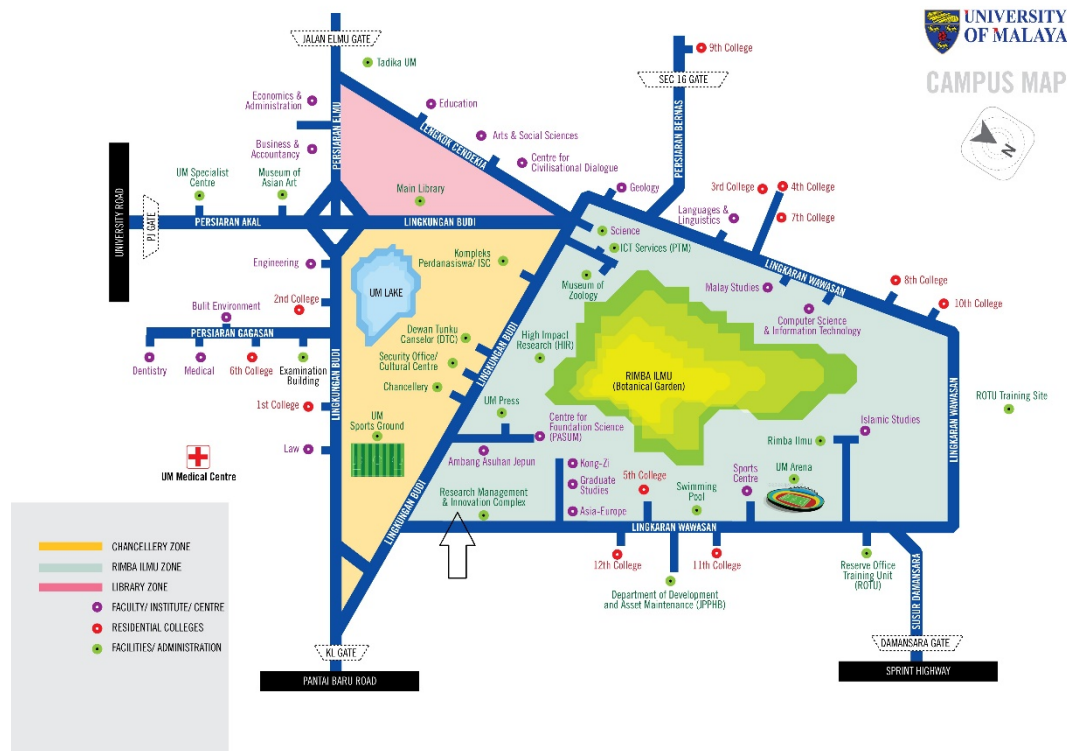 UNIVERSITY
OF MALAYA
CAMPUS MAP
N
JALAN ELMU GATE
Tadika UM
9th College
SEC 16 GATE
Economics &
Administration
Education
PERSIARAN ELMU
LENGKOK CENDEKIA
Arts & Social Sciences
PERSIARAN BERNAS
Business &
Accountancy
Centre for
Civilisational Dialogue
UM Specialist
Centre
Museum of
Asian Art
Main Library
Geology
3rd College
4th College
UNIVERSITY ROAD
PJ GATE
PERSIARAN AKAL
LINGKUNGAN BUDI
Languages &
Linguistics
7th College
Science
ICT Services (PTM)
Kompleks
Perdanasiswa/ ISC
Engineering
LINGKARAN WAWASAN
UM LAKE
Museum of
Zoology
Malay Studies
8th College
2nd College
10th College
Bulit Environment
Computer Science
& Information Technology
PERSIARAN GAGASAN
LINGKUNGAN BUDI
Dewan Tunku
Canselor (DTC)
LINGKUNGAN BUDI
High Impact
Research (HIR)
Dentistry
Medical
6th College
Examination
Building
Security Office/
Cultural Centre
RIMBA ILMU
(Botanical Garden)
Chancellery
LINGKARAN WAWASAN
ROTU Training Site
1st College
UM
Sports Ground
UM Press
Centre for
Foundation Science
(PASUM)
Islamic Studies
Law
Rimba Ilmu
UM Medical Centre
Ambang Asuhan Jepun
Kong-Zi
Graduate
Studies
5th College
Swimming
Pool
Sports
Centre
UM Arena
Research Management
& Innovation Complex
Asia-Europe
LINGKUNGAN BUDI
LINGKARAN WAWASAN
12th College
11th College
Reserve Office
Training Unit
(ROTU)
Department of Development
and Asset Maintenance (JPPHB)
SUSUR DAMANSARA
CHANCELLERY ZONE
RIMBA ILMU ZONE
LIBRARY ZONE
FACULTY/ INSTITUTE/ CENTRE
RESIDENTIAL COLLEGES
FACILITIES/ ADMINISTRATION
KL GATE
PANTAI BARU ROAD
DAMANSARA GATE
SPRINT HIGHWAY